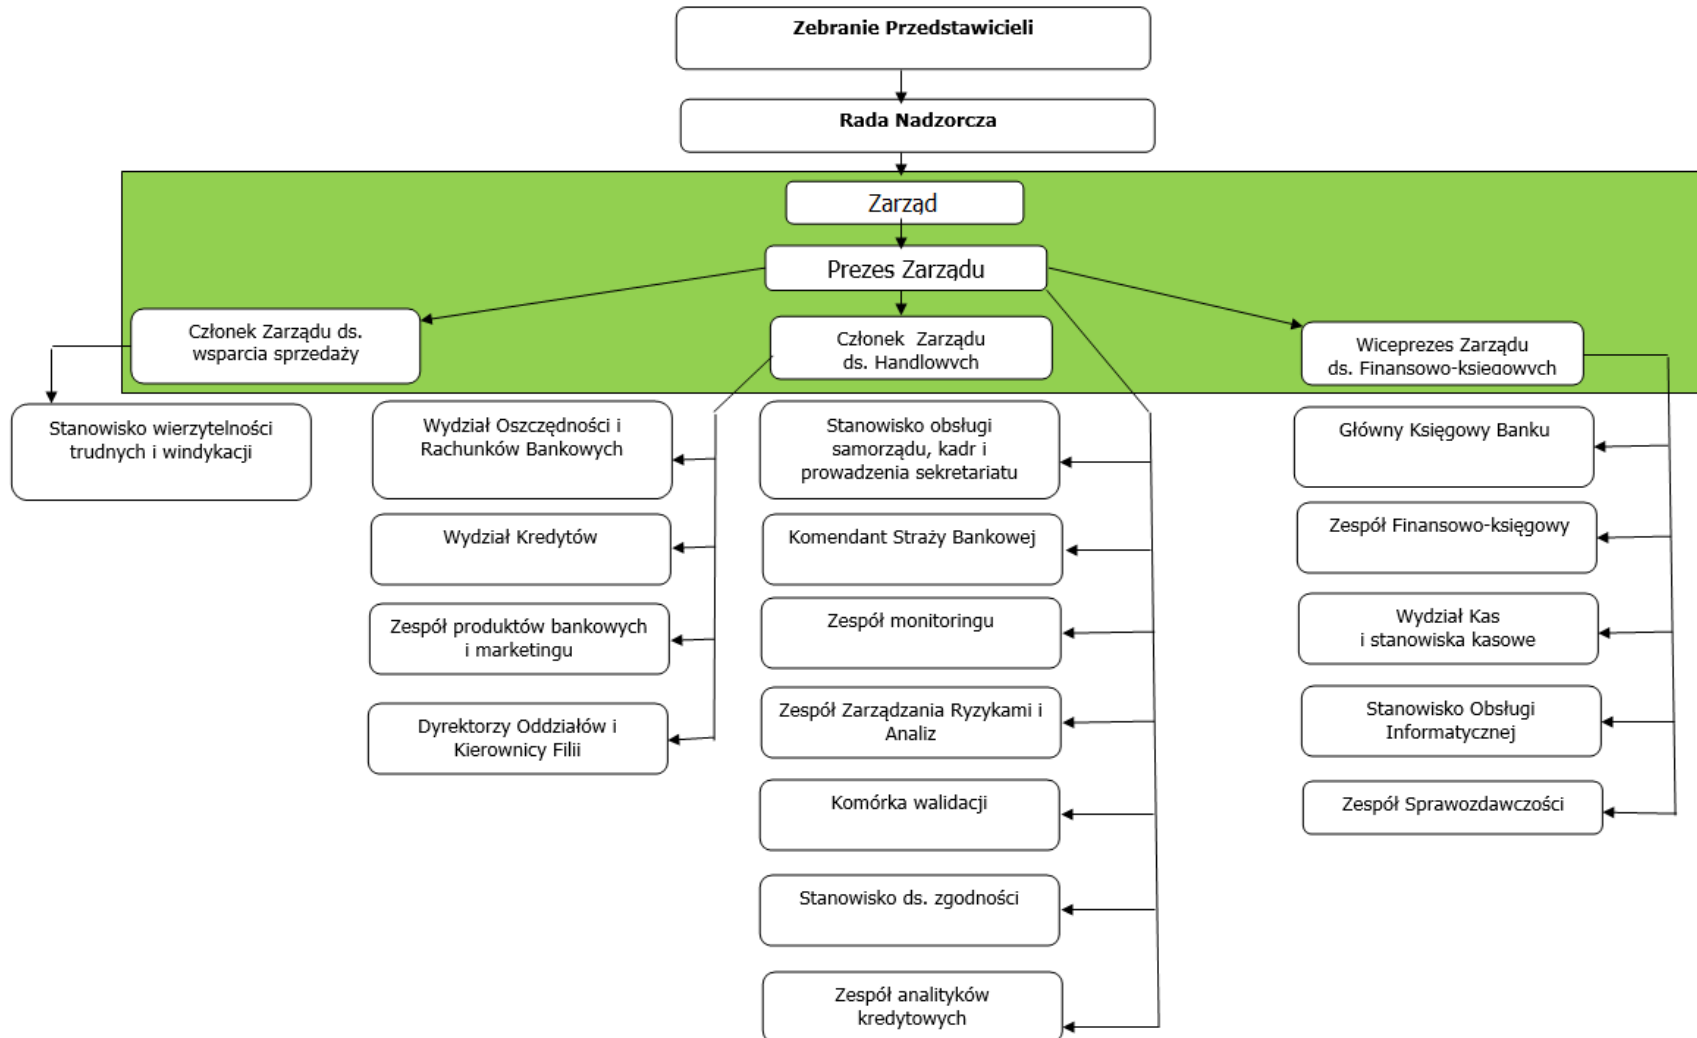 Zebranie Przedstawicieli
Rada Nadzorcza
Zarząd
Prezes Zarządu
Członek Zarządu ds.
wsparcia sprzedaży
Członek Zarządu
ds. Handlowych
Wiceprezes Zarządu
ds. Finansowo-księgowych
Stanowisko wierzytelności
trudnych i windykacji
Wydział Oszczędności i
Rachunków Bankowych
Wydział Kredytów
Zespół produktów bankowych
i marketingu
Dyrektorzy Oddziałów i
Kierownicy Filii
Stanowisko obsługi
samorządu, kadr i
prowadzenia sekretariatu
Komendant Straży Bankowej
Zespół monitoringu
Zespół Zarządzania Ryzykami i
Analiz
Komórka walidacji
Stanowisko ds. zgodności
Zespół analityków
kredytowych
Główny Księgowy Banku
Zespół Finansowo-księgowy
Wydział Kas
i stanowiska kasowe
Stanowisko Obsługi
Informatycznej
Zespół Sprawozdawczości